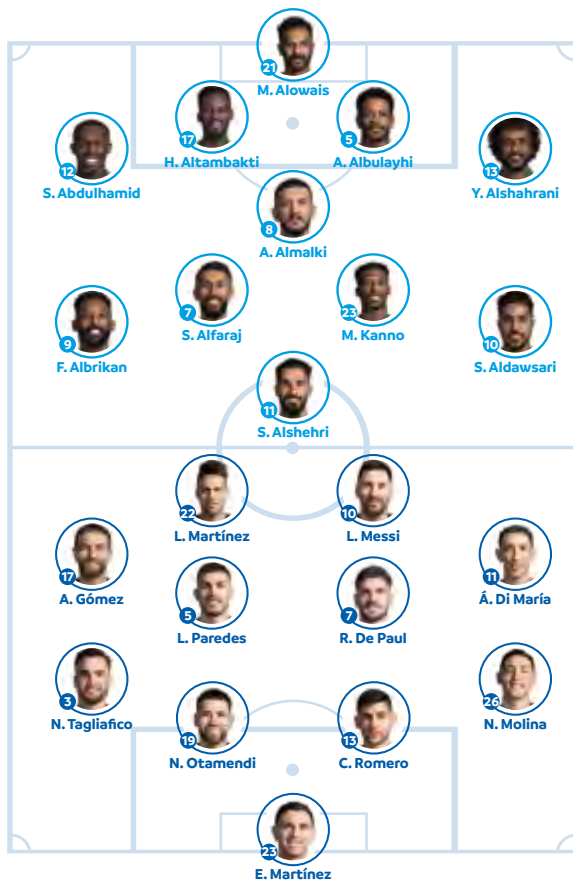 21
M. Alowais
17
H. Altambakti
5
A. Albulayhi
12
S. Abdulhamid
13
Y. Alshahrani
8
A. Almalki
7
S. Alfaraj
23
M. Kanno
9
F. Albrikan
10
S. Aldawsari
11
S. Alshehri
22
L. Martínez
10
L. Messi
17
A. Gómez
11
Á. Di María
5
L. Paredes
7
R. De Paul
3
N. Tagliafico
26
N. Molina
19
N. Otamendi
13
C. Romero
23
E. Martínez